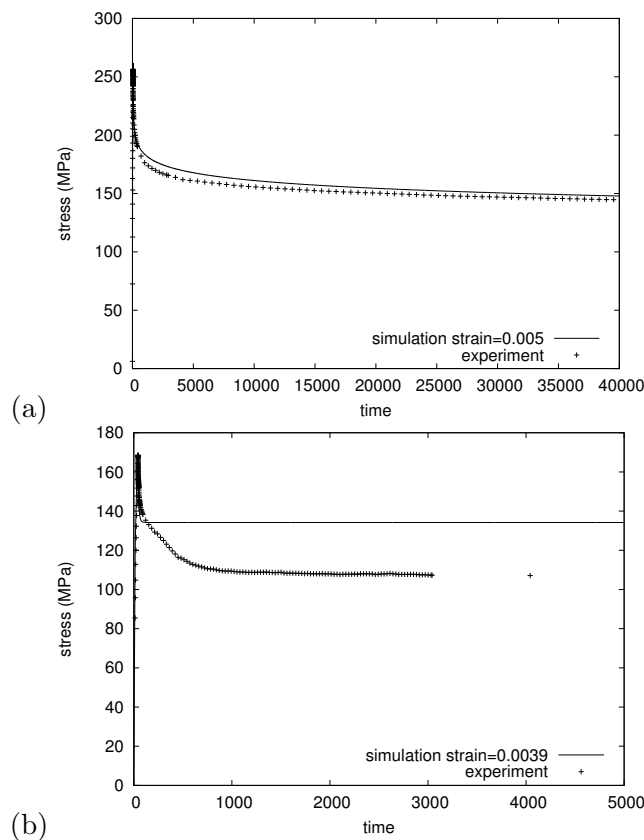 300
250
200
150
100
50
0
stress (MPa)
simulation strain=0.005
experiment
0 5000 10000 15000 20000 25000 30000 35000 40000
time
(a)
180
160
140
120
100
80
60
40
20
0
stress (MPa)
simulation strain=0.0039
experiment
0 1000 2000 3000 4000 5000
time
(b)